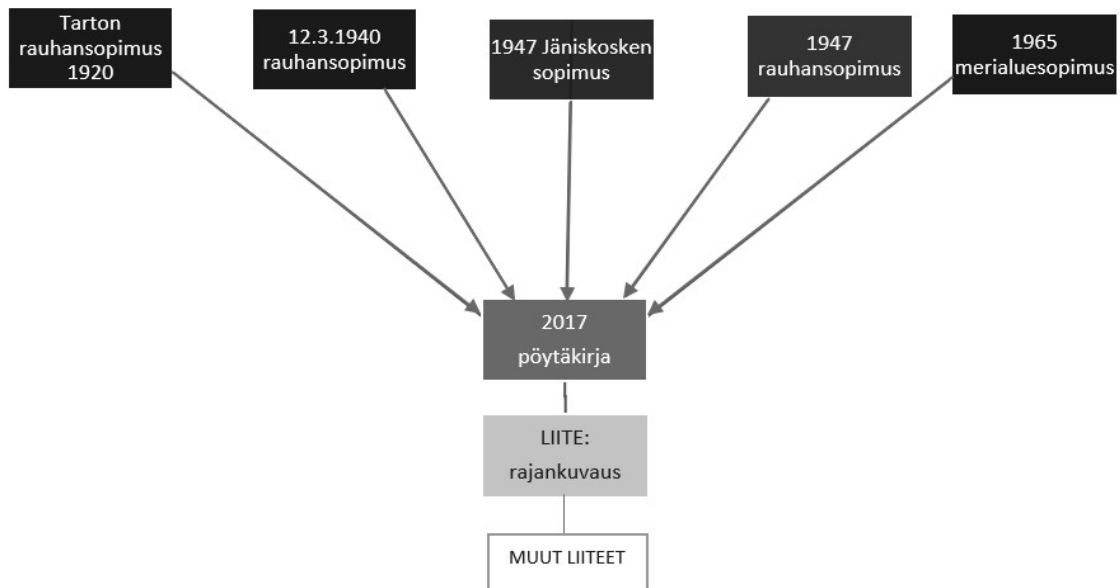 Tarton
rauhansopimus
1920
12.3.1940
rauhansopimus
1947 Jäniskosken
sopimus
1947
rauhansopimus
1965
merialuesopimus
2017
pöytäkirja
LIITE:
rajankuvaus
MUUT LIITEET